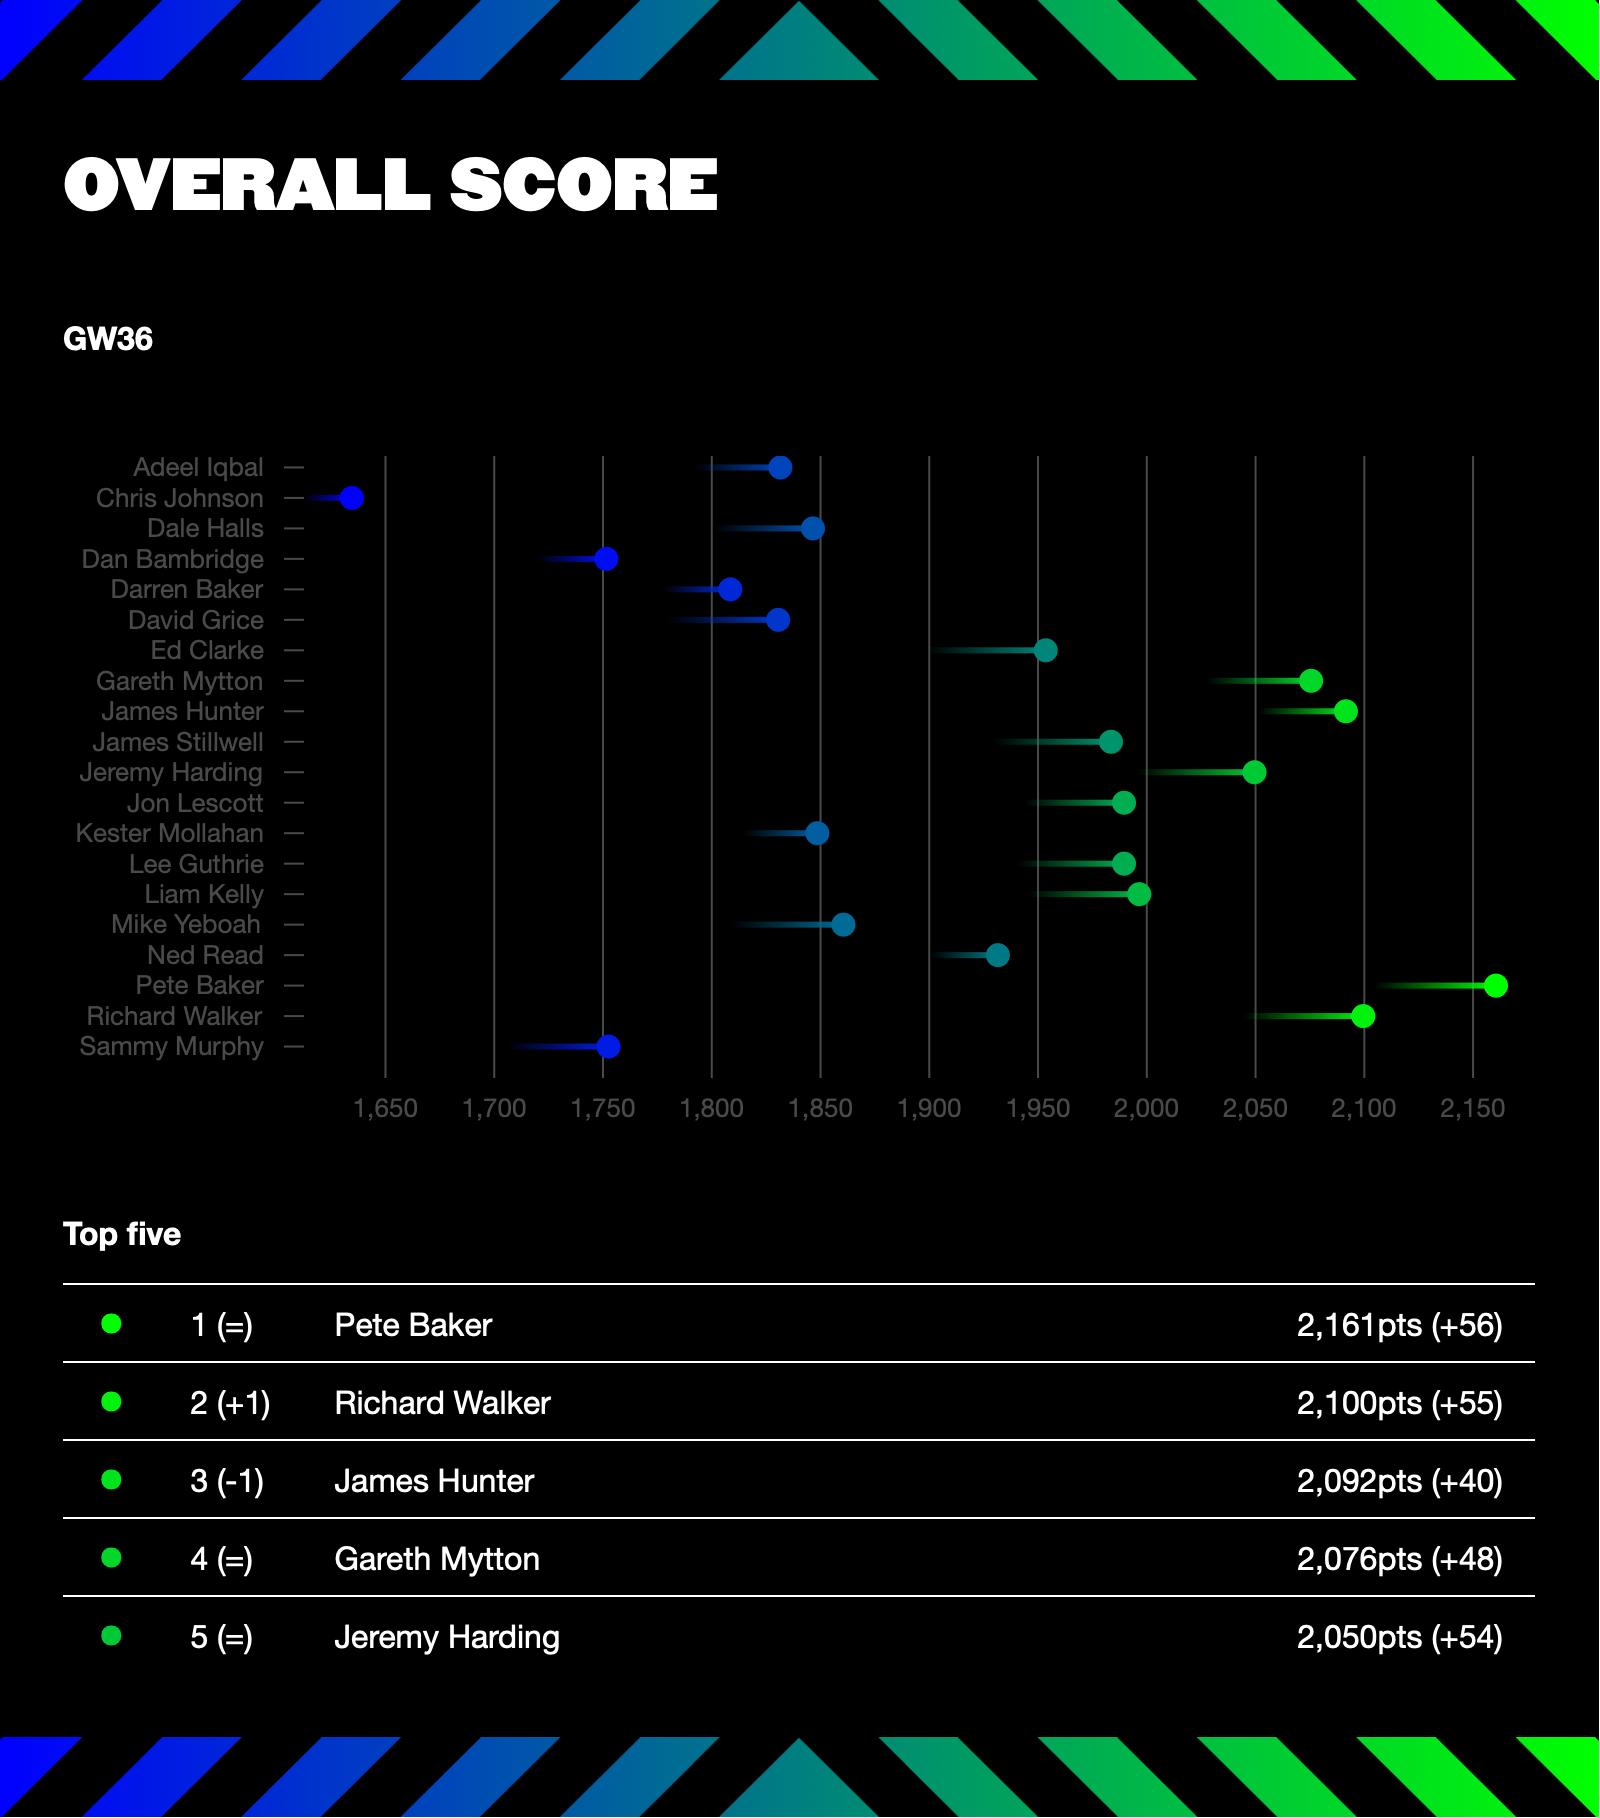 OVERALL SCORE
GW36
Adeel Iqbal
Chris Johnson
Dale Halls
Dan Bambridge
Darren Baker
David Grice
Ed Clarke
Gareth Mytton
James Hunter
James Stillwell
Jeremy Harding
Jon Lescott
Kester Mollahan
Lee Guthrie
Liam Kelly
Mike Yeboah
Ned Read
Pete Baker
Richard Walker
Sammy Murphy
1,650 1,700 1,750 1,800 1,850 1,900 1,950 2,000 2,050 2,100 2,150
Top five
1 (=) Pete Baker 2,161pts (+56)
2 (+1) Richard Walker 2,100pts (+55)
3 (-1) James Hunter 2,092pts (+40)
4 (=) Gareth Mytton 2,076pts (+48)
5 (=) Jeremy Harding 2,050pts (+54)